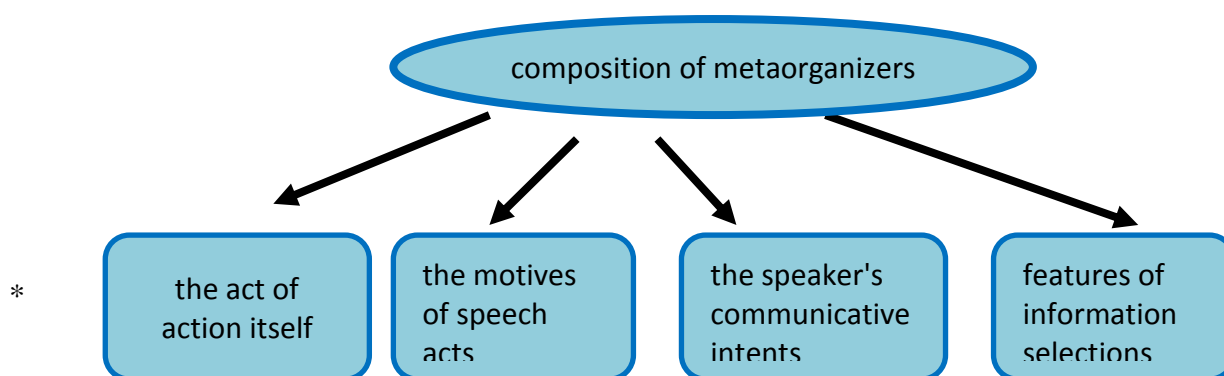 composition of metaorganizers
*
the act of
action itself
the motives
of speech
acts
the speaker's
communicative
intents
features of
information
selections